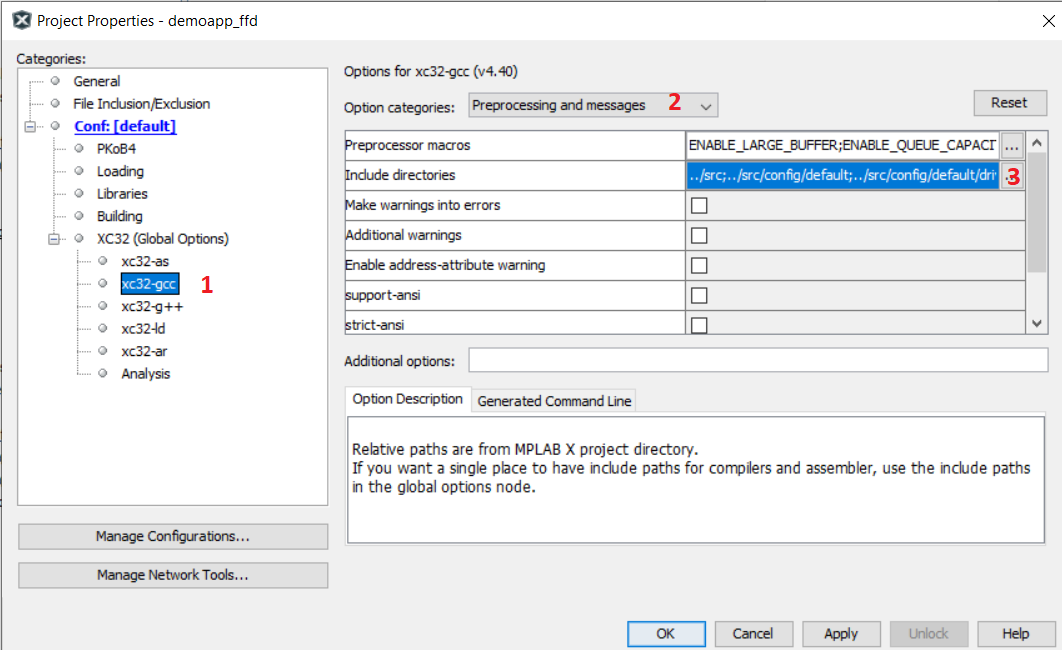 Project Properties - demoapp_ffd
Categories:
General
File Inclusion/Exclusion
Conf: [default]
PKoB4
Loading
Libraries
Building
XC32 (Global Options)
xc32-as
xc32-gcc 1
xc32-g++
xc32-ld
xc32-ar
Analysis
Manage Configurations...
Manage Network Tools...
Options for xc32-gcc (v4.40)
Option categories: Preprocessing and messages 2
Reset
Preprocessor macros ENABLE_LARGE_BUFFER;ENABLE_QUEUE_CAPACI ...
Include directories ../src;../src/config/default;../src/config/default/dri 3
Make warnings into errors
Additional warnings
Enable address-attribute warning
support-ansi
strict-ansi
Additional options:
Option Description Generated Command Line
Relative paths are from MPLAB X project directory.
If you want a single place to have include paths for compilers and assembler, use the include paths
in the global options node.
OK Cancel Apply Unlock Help